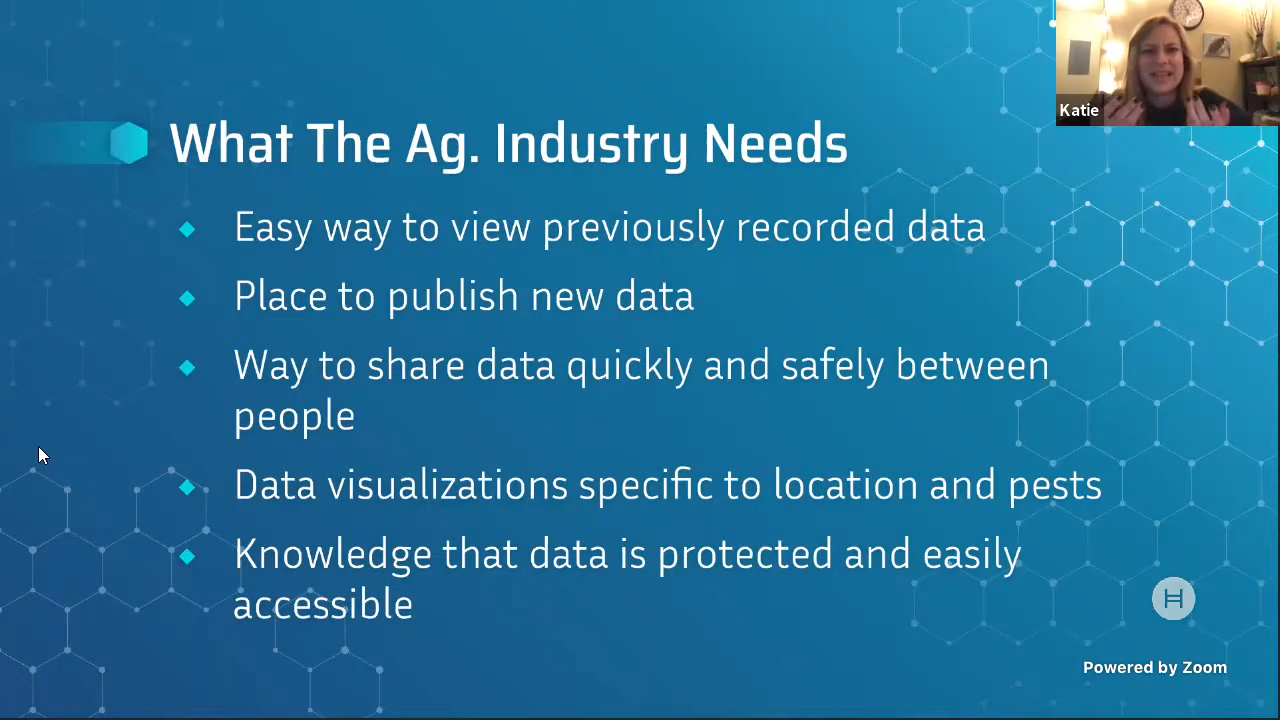 Katie
What The Ag. Industry Needs
Easy way to view previously recorded data
Place to publish new data
Way to share data quickly and safely between
people
Data visualizations specific to location and pests
Knowledge that data is protected and easily
accessible
H
Powered by Zoom